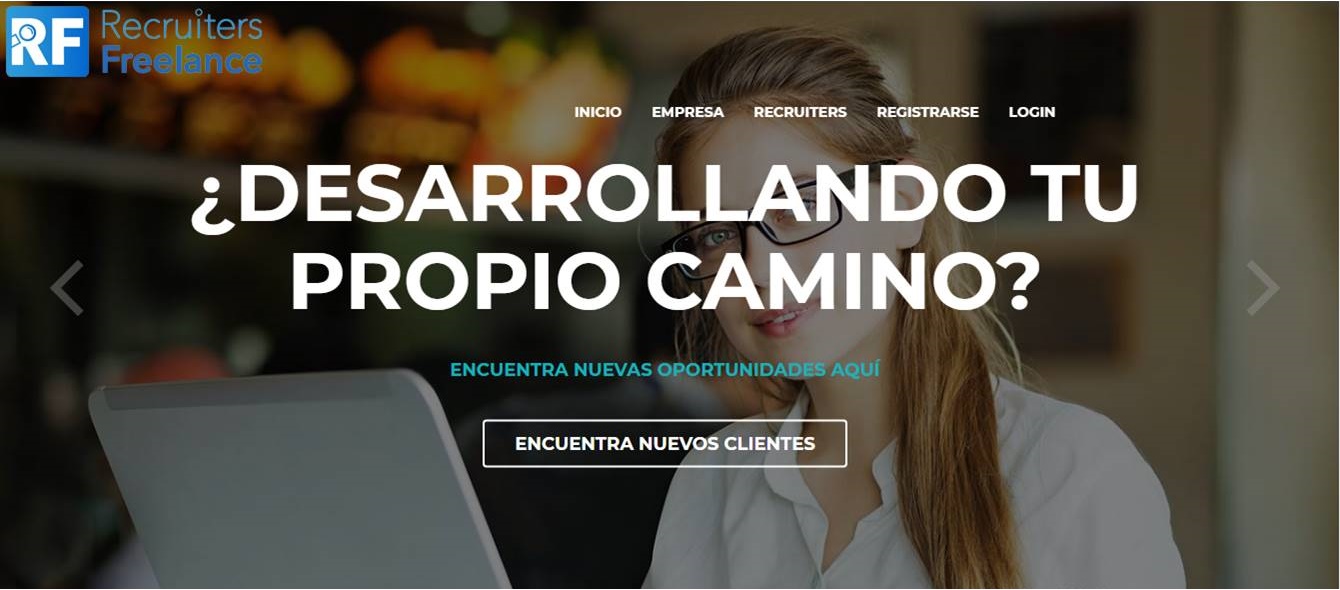 RF Recruiters
Freelance
INICIO EMPRESA RECRUITERS REGISTRARSE LOGIN
¿DESARROLLANDO TU
PROPIO CAMINO?
ENCUENTRA NUEVAS OPORTUNIDADES AQUÍ
ENCUENTRA NUEVOS CLIENTES